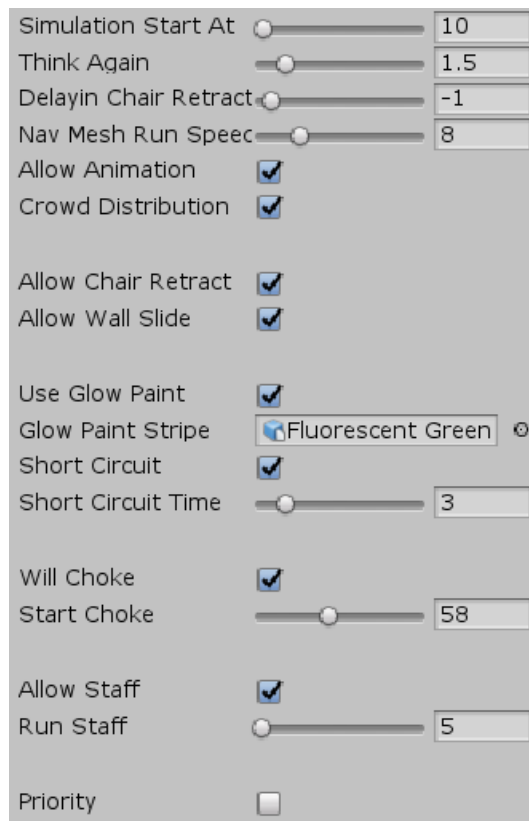 Simulation Start At 10
Think Again 1.5
Delayin Chair Retract -1
Nav Mesh Run Speed 8
Allow Animation
Crowd Distribution
Allow Chair Retract
Allow Wall Slide
Use Glow Paint
Glow Paint Stripe Fluorescent Green
Short Circuit
Short Circuit Time 3
Will Choke
Start Choke 58
Allow Staff
Run Staff 5
Priority